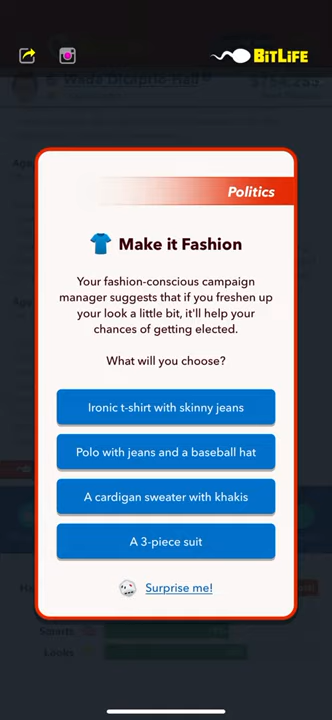 BitLife
Politics
Make it Fashion
Your fashion-conscious campaign
manager suggests that if you freshen up
your look a little bit, it'll help your
chances of getting elected.
What will you choose?
Ironic t-shirt with skinny jeans
Polo with jeans and a baseball hat
A cardigan sweater with khakis
A 3-piece suit
Surprise me!
Smarts
Looks